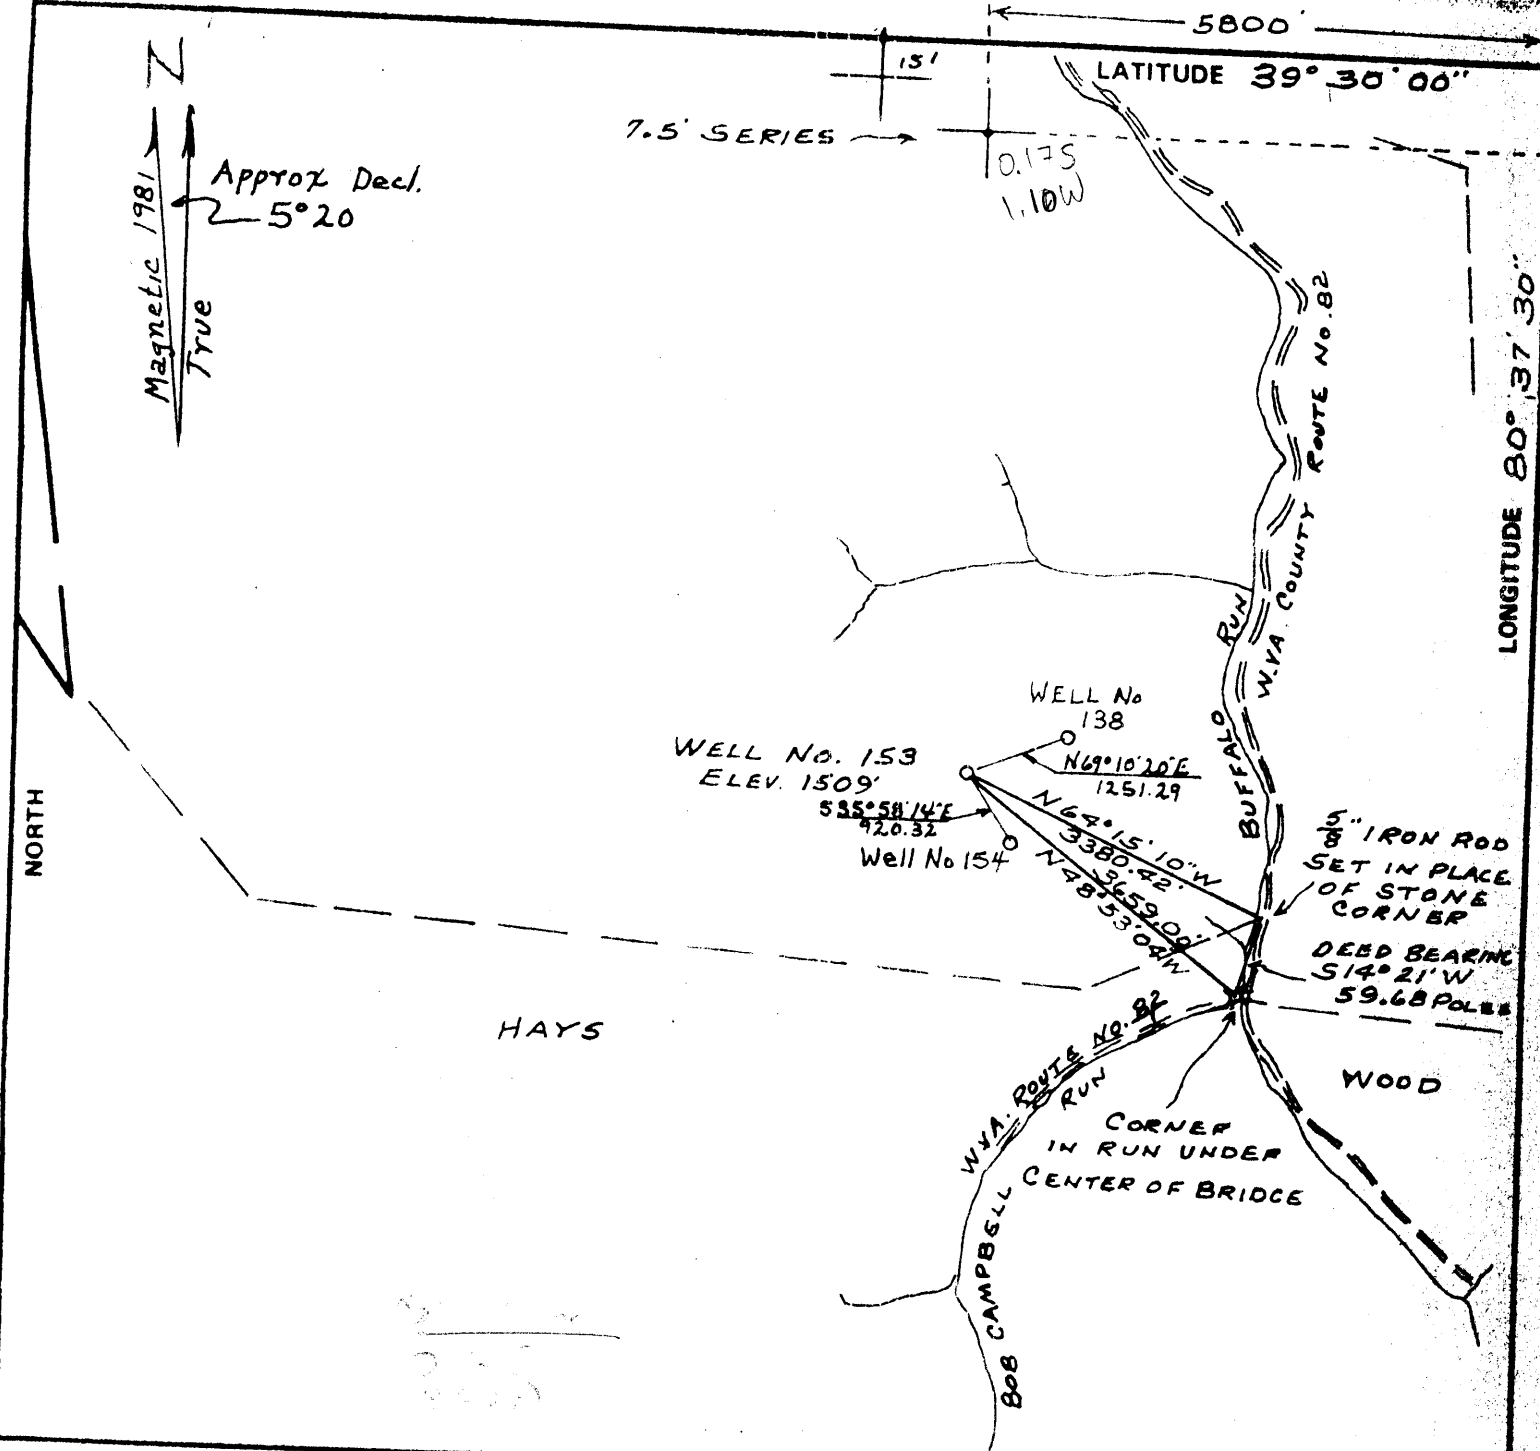 5800'
15'
LATITUDE 39° 30' 00"
7.5' SERIES
0.17S
1.10W
N
Approx Decl.
5°20
Magnetic 1981
True
LONGITUDE 80° 37' 30"
W.VA. COUNTY ROUTE No. 82
BUFFALO RUN
NORTH
WELL No
138
WELL No. 153
ELEV. 1509'
N69°10'20"E
1251.29
S35°58'14"E
920.32
Well No 154
N64°15'10"W
3380.42'
3659.00'
N48°53'04"W
5/8" IRON ROD
SET IN PLACE
OF STONE
CORNER
DEED BEARING
S14°21'W
59.68 POLES
HAYS
WOOD
W.VA. ROUTE NO. 82
BOB CAMPBELL RUN
CORNER
IN RUN UNDER
CENTER OF BRIDGE